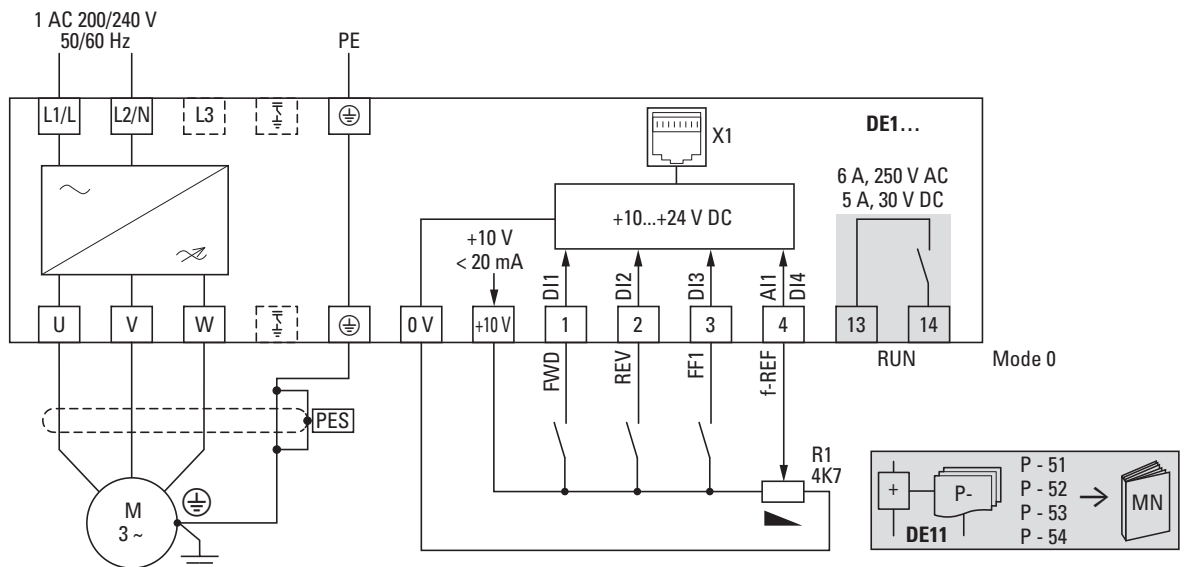 1 AC 200/240 V
50/60 Hz
PE
L1/L
L2/N
L3
X1
DE1...
6 A, 250 V AC
5 A, 30 V DC
+10...+24 V DC
+10 V
< 20 mA
DI1
DI2
DI3
AI1
DI4
U
V
W
0 V
+10 V
1
2
3
4
13
14
FWD
REV
FF1
f-REF
RUN
Mode 0
PES
R1
4K7
M
3 ~
+
P-
DE11
P - 51
P - 52
P - 53
P - 54
MN